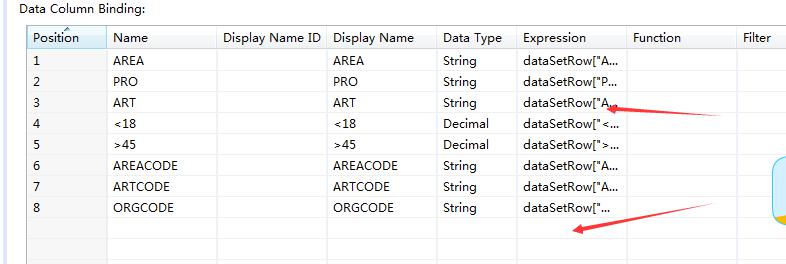 Data Column Binding:
Position Name Display Name ID Display Name Data Type Expression Function Filter
1 AREA AREA String dataSetRow["A...
2 PRO PRO String dataSetRow["P...
3 ART ART String dataSetRow["A...
4 <18 <18 Decimal dataSetRow["<...
5 >45 >45 Decimal dataSetRow[">...
6 AREACODE AREACODE String dataSetRow["A...
7 ARTCODE ARTCODE String dataSetRow["A...
8 ORGCODE ORGCODE String dataSetRow["...